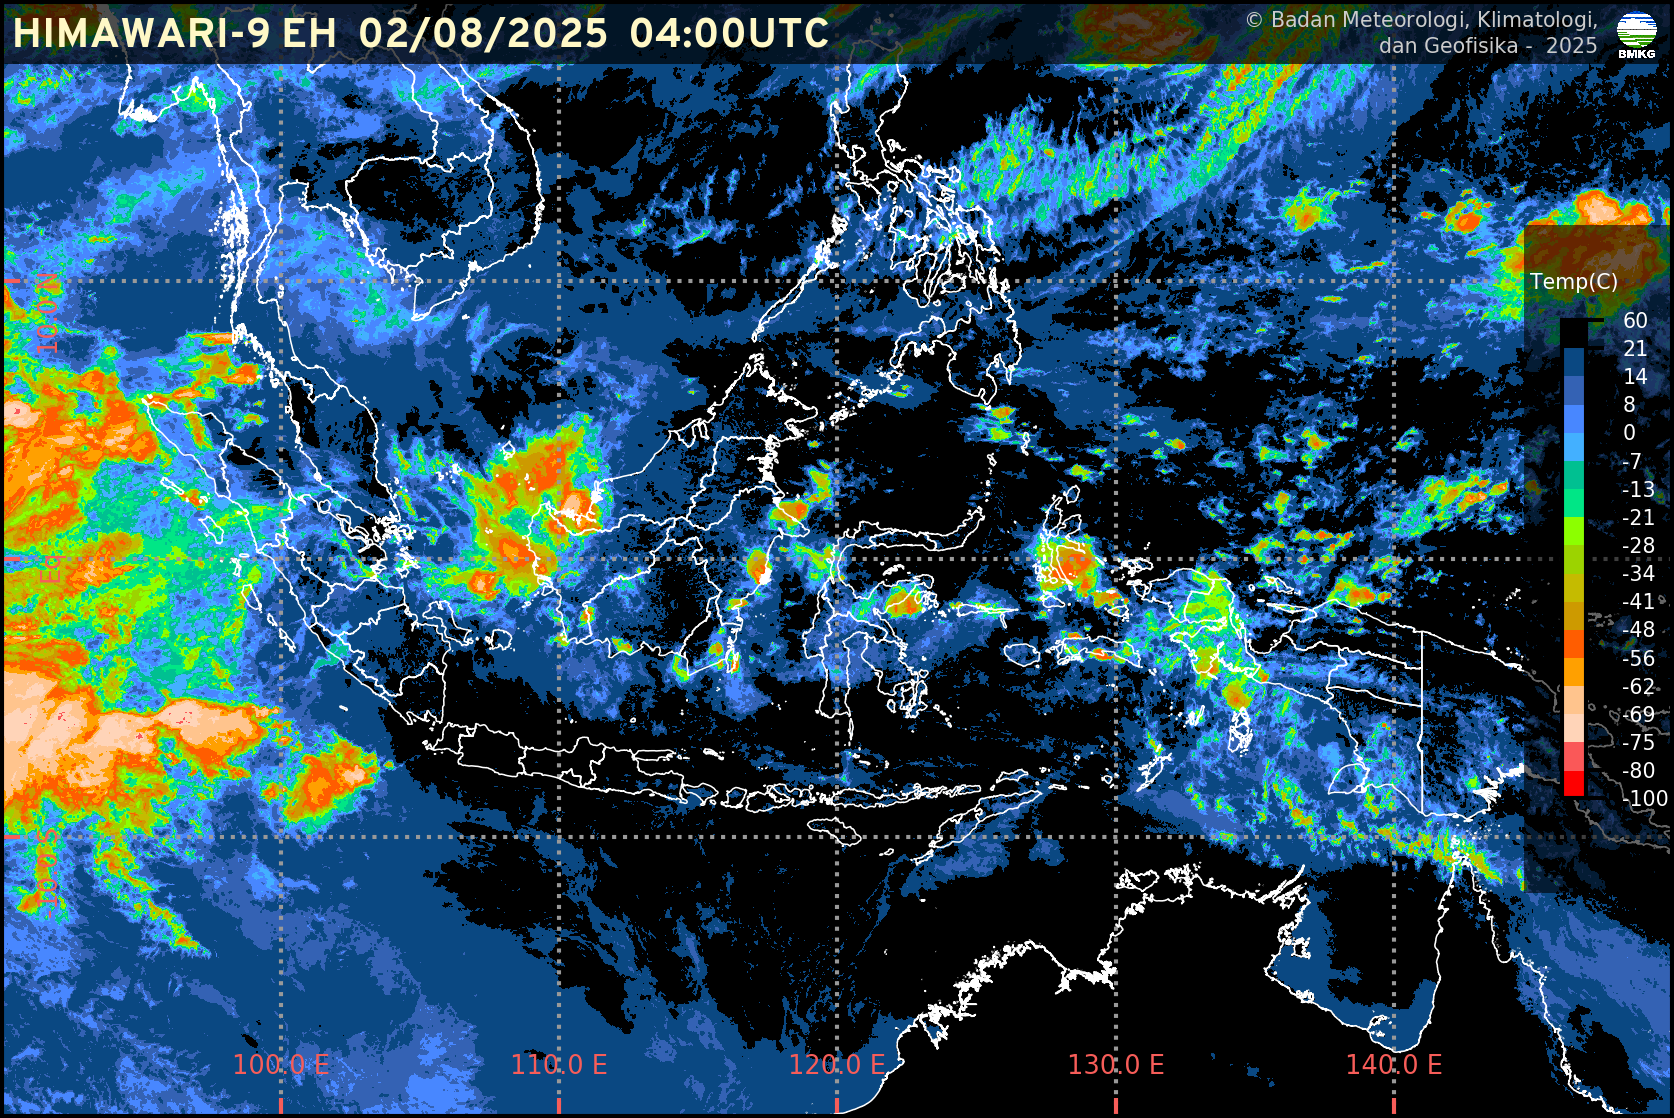 HIMAWARI-9 EH 02/08/2025 04:00UTC
© Badan Meteorologi, Klimatologi,
dan Geofisika - 2025
BMKG
10.0N
EQ
-10.0S
Temp(C)
60
21
14
8
0
-7
-13
-21
-28
-34
-41
-48
-56
-62
-69
-75
-80
-100
100.0 E
110.0 E
120.0 E
130.0 E
140.0 E